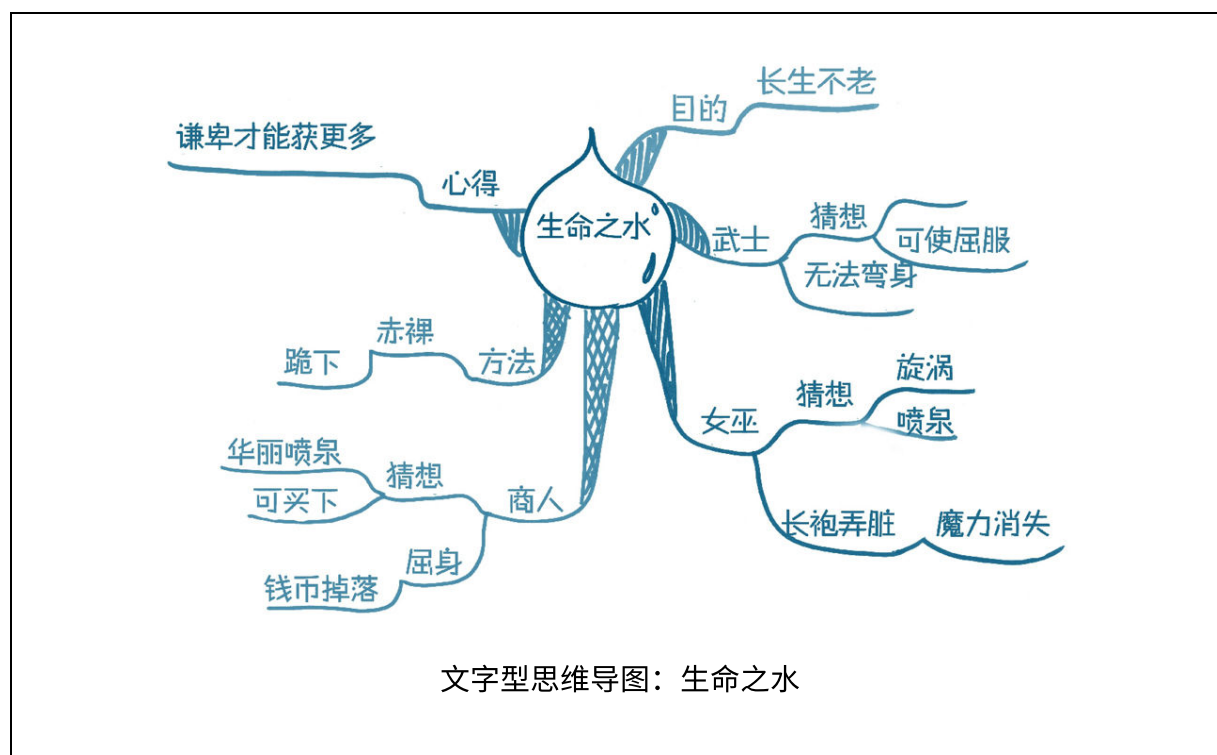 长生不老
目的
谦卑才能获更多
心得
生命之水
武士
猜想
可使屈服
无法弯身
赤裸
跪下
方法
旋涡
猜想
喷泉
女巫
华丽喷泉
猜想
可买下
商人
长袍弄脏
魔力消失
屈身
钱币掉落
文字型思维导图：生命之水